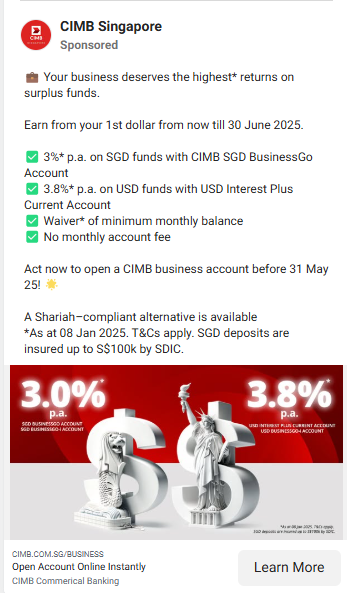 CIMB Singapore
Sponsored
💼 Your business deserves the highest* returns on
surplus funds.
Earn from your 1st dollar from now till 30 June 2025.
✅ 3%* p.a. on SGD funds with CIMB SGD BusinessGo
Account
✅ 3.8%* p.a. on USD funds with USD Interest Plus
Current Account
✅ Waiver* of minimum monthly balance
✅ No monthly account fee
Act now to open a CIMB business account before 31 May
25! 🌟
A Shariah–compliant alternative is available
*As at 08 Jan 2025. T&Cs apply. SGD deposits are
insured up to S$100k by SDIC.
3.0%*
p.a.
SGD BUSINESSGO ACCOUNT
SGD BUSINESSGO-I ACCOUNT
3.8%*
p.a.
USD INTEREST PLUS CURRENT ACCOUNT
USD BUSINESSGO-I ACCOUNT
*As at 08 Jan 2025. T&Cs apply.
SGD deposits are insured up to S$100k by SDIC.
CIMB.COM.SG/BUSINESS
Open Account Online Instantly
CIMB Commerical Banking
Learn More